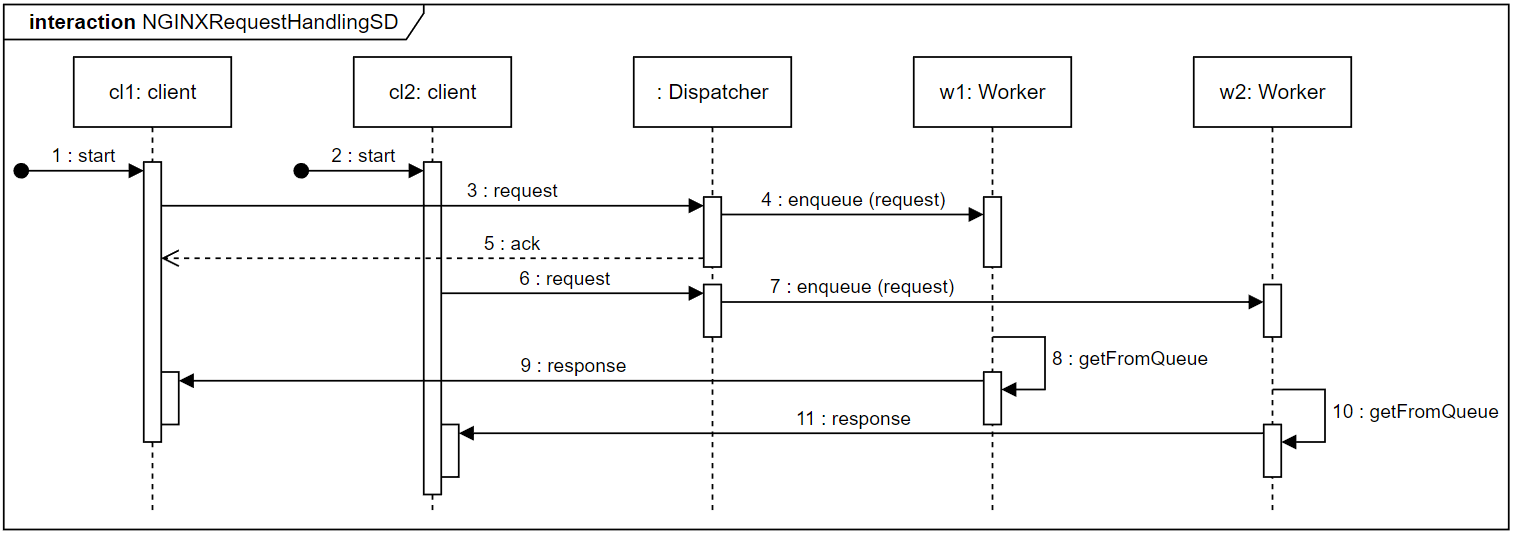 interaction NGINXRequestHandlingSD
cl1: client
cl2: client
: Dispatcher
w1: Worker
w2: Worker
1 : start
2 : start
3 : request
4 : enqueue (request)
5 : ack
6 : request
7 : enqueue (request)
8 : getFromQueue
9 : response
10 : getFromQueue
11 : response